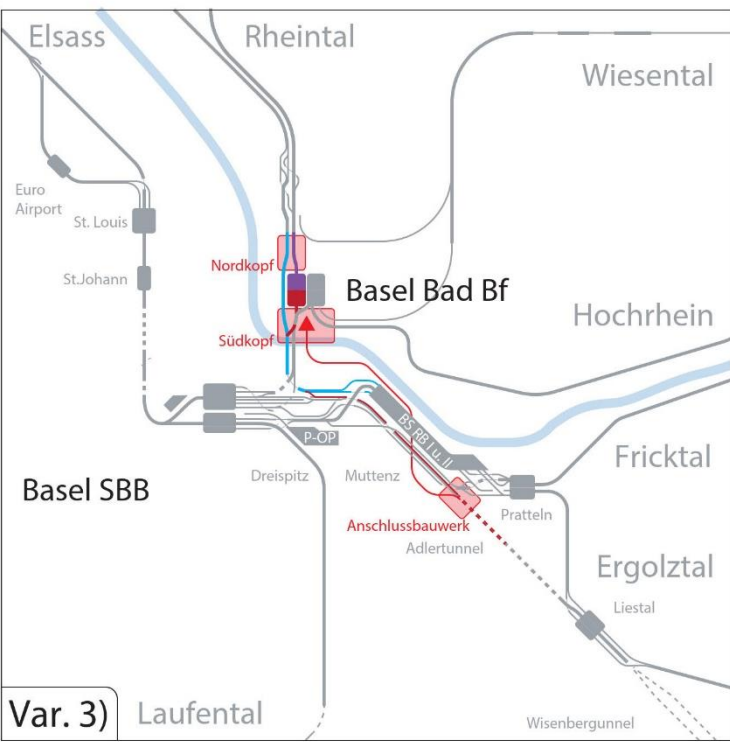 Elsass
Rheintal
Wiesental
Euro
Airport
St. Louis
Nordkopf
St.Johann
Basel Bad Bf
Hochrhein
Südkopf
BS RB I u. II
P-OP
Fricktal
Basel SBB
Dreispitz
Muttenz
Pratteln
Anschlussbauwerk
Adlertunnel
Ergolztal
Liestal
Var. 3)
Laufental
Wisenbergunnel